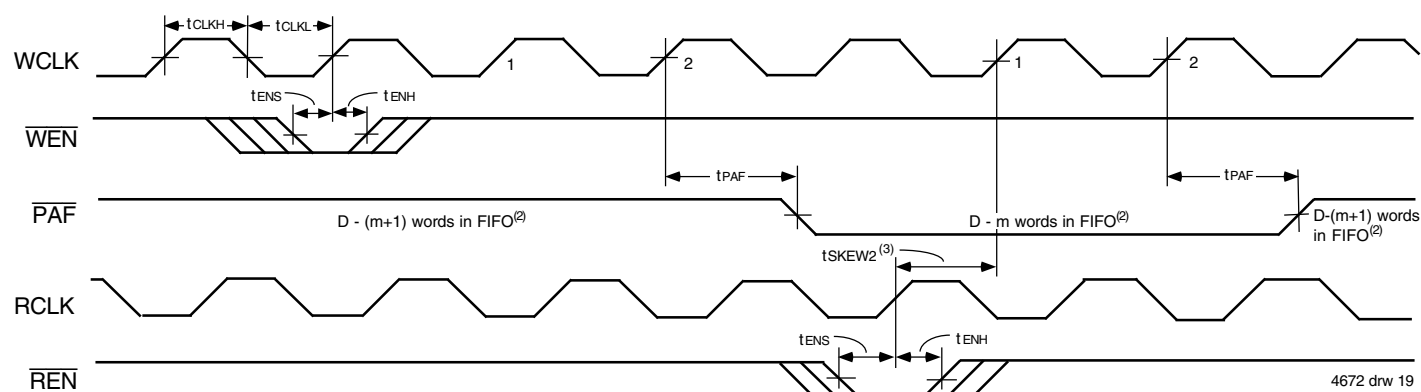 tCLKH tCLKL
WCLK 1 2 1 2
tENS tENH
WEN
tPAF tPAF
PAF
D - (m+1) words in FIFO(2) D - m words in FIFO(2) D-(m+1) words
in FIFO(2)
tSKEW2(3)
RCLK
tENS tENH
REN
4672 drw 19